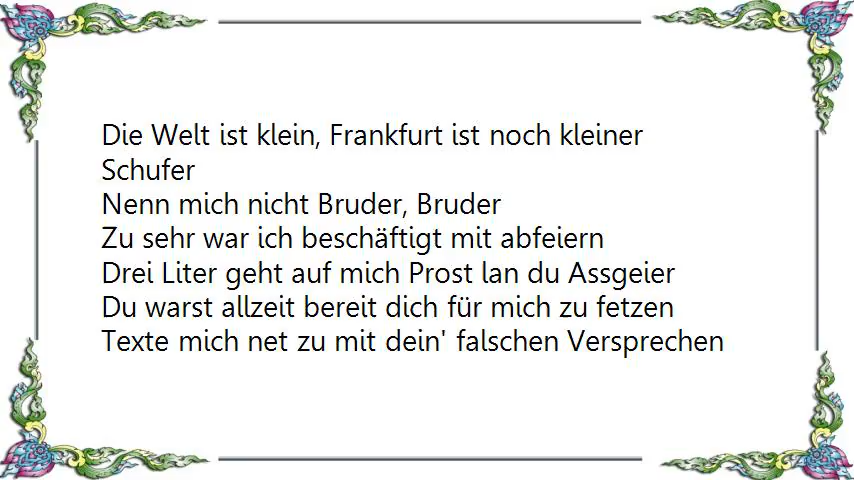 Die Welt ist klein, Frankfurt ist noch kleiner
Schufer
Nenn mich nicht Bruder, Bruder
Zu sehr war ich beschäftigt mit abfeiern
Drei Liter geht auf mich Prost lan du Assgeier
Du warst allzeit bereit dich für mich zu fetzen
Texte mich net zu mit dein' falschen Versprechen